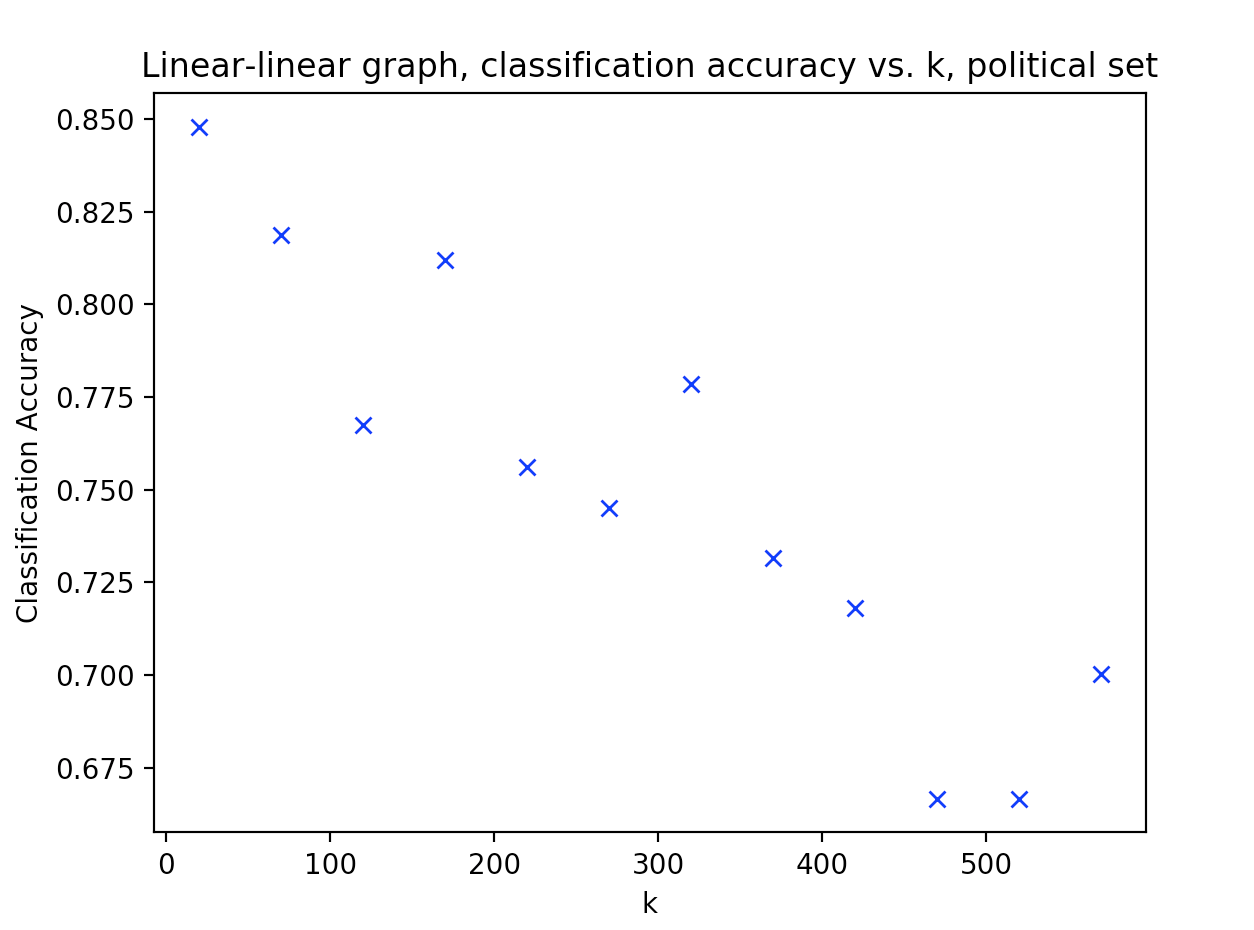 Linear-linear graph, classification accuracy vs. k, political set
0.850
0.825
0.800
0.775
0.750
0.725
0.700
0.675
Classification Accuracy
0 100 200 300 400 500
k